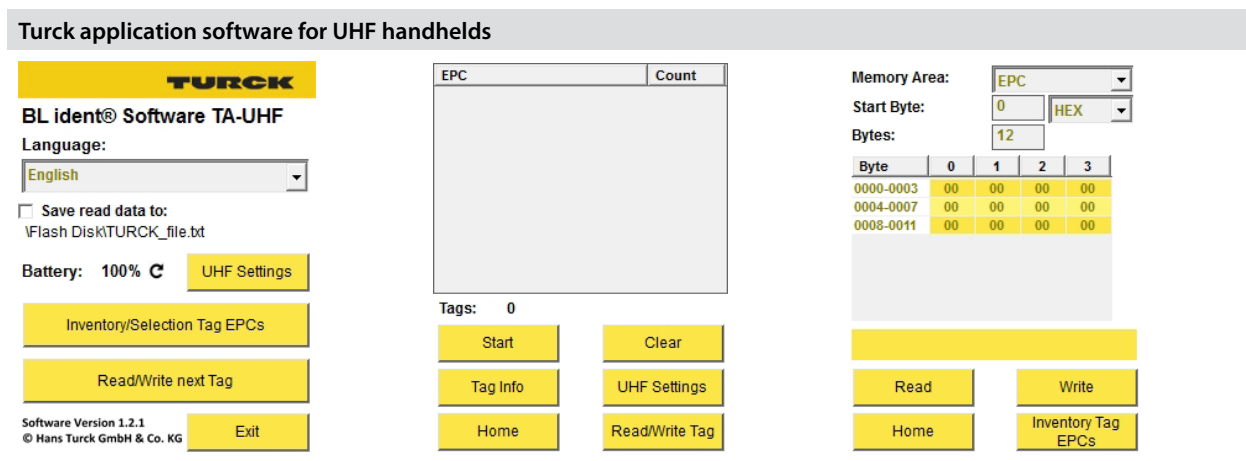 Turck application software for UHF handhelds
TURCK
BL ident® Software TA-UHF
Language:
English
Save read data to:
\Flash Disk\TURCK_file.txt
Battery: 100%
UHF Settings
Inventory/Selection Tag EPCs
Read/Write next Tag
Software Version 1.2.1
© Hans Turck GmbH & Co. KG
Exit
EPC Count
Tags: 0
Start Clear
Tag Info UHF Settings
Home Read/Write Tag
Memory Area: EPC
Start Byte: 0 HEX
Bytes: 12
Byte 0 1 2 3
0000-0003 00 00 00 00
0004-0007 00 00 00 00
0008-0011 00 00 00 00
Read Write
Home Inventory Tag
EPCs